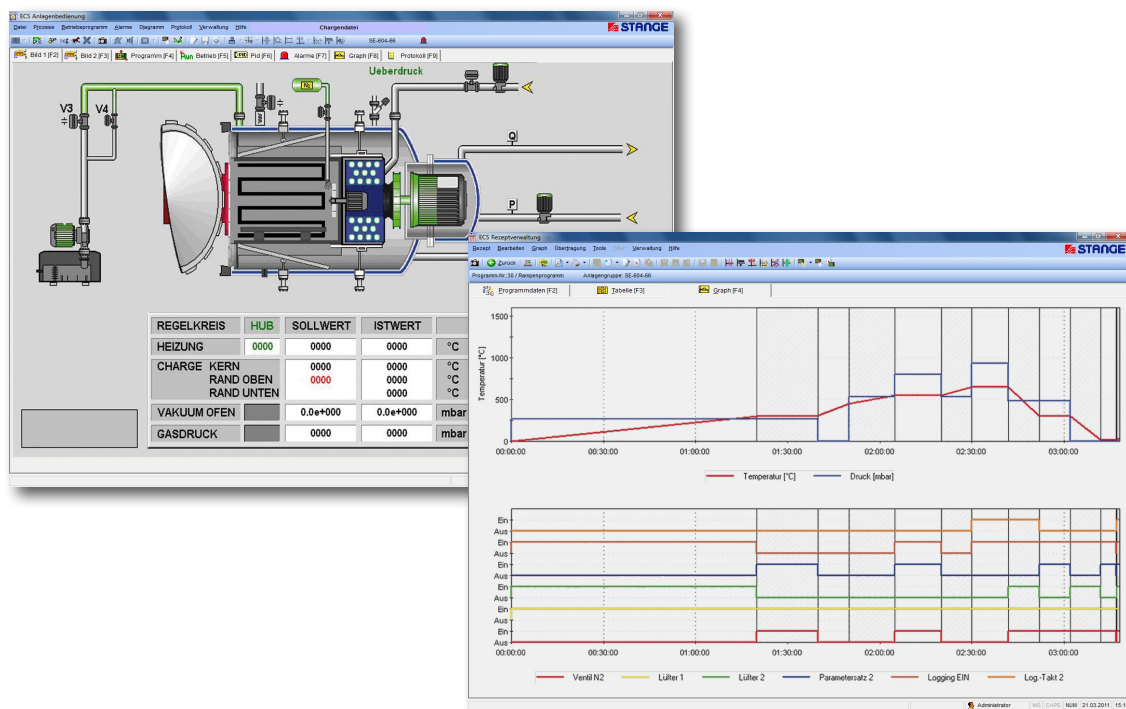 ECS Anlagenbedienung
Datei Prozess Betriebsprogramm Alarme Diagramm Protokoll Verwaltung Hilfe Chargendatei
STANGE
SE-604-66
Bild 1 [F2] Bild 2 [F3] Programm [F4] Run Betrieb [F5] Pid [F6] Alarme [F7] Graph [F8] Protokoll [F9]
Ueberdruck
V3 V4
N2
Q
P
REGELKREIS HUB SOLLWERT ISTWERT
HEIZUNG 0000 0000 0000 °C
CHARGE KERN 0000 0000 °C
RAND OBEN 0000 0000 °C
RAND UNTEN 0000 °C
VAKUUM OFEN 0.0e+000 0.0e+000 mbar
GASDRUCK 0000 0000 mbar
ECS Rezeptverwaltung
Rezept Bearbeiten Graph Übertragung Tools Verwaltung Hilfe
STANGE
Zurück
Programm-Nr. 30 / Rampenprogramm Anlagengruppe: SE-604-66
Programmdaten [F2] Tabelle [F3] Graph [F4]
Temperatur [°C]
1500
1000
500
0
00:00:00 00:30:00 01:00:00 01:30:00 02:00:00 02:30:00 03:00:00
Temperatur [°C] Druck [mbar]
Ein
Aus
Ein
Aus
Ein
Aus
Ein
Aus
Ein
Aus
Ein
Aus
00:00:00 00:30:00 01:00:00 01:30:00 02:00:00 02:30:00 03:00:00
Ventil N2 Lüfter 1 Lüfter 2 Parametersatz 2 Logging EIN Log.-Takt 2
Administrator INS CAPS NUM 21.03.2011